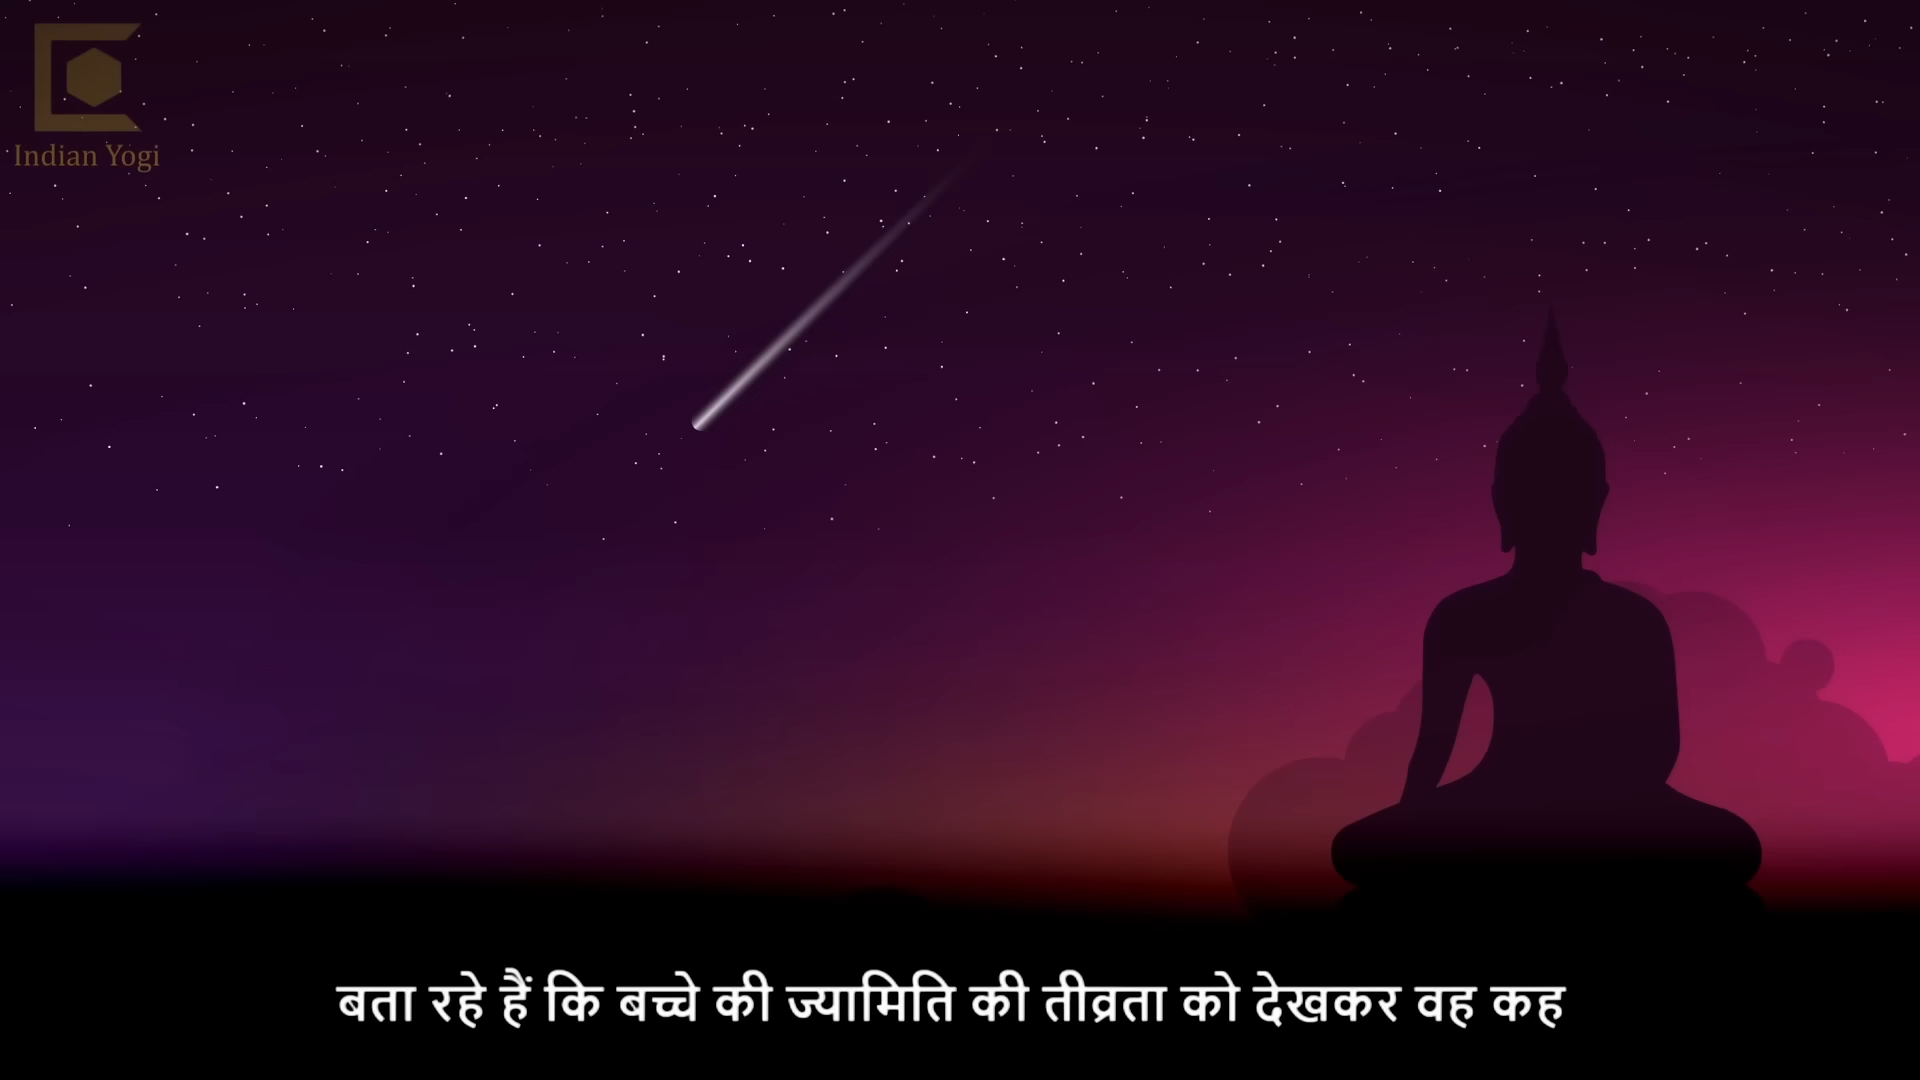 Indian Yogi
बता रहे हैं कि बच्चे की ज्यामिति की तीव्रता को देखकर वह कह